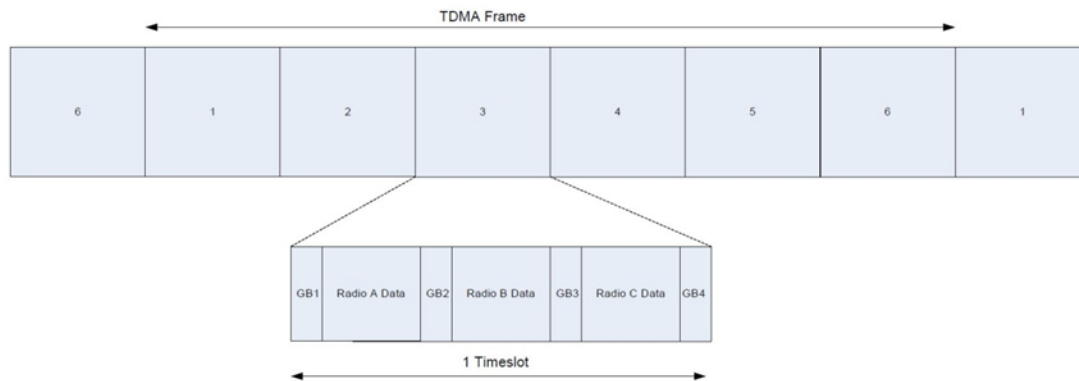 TDMA Frame
6 1 2 3 4 5 6 1
GB1 Radio A Data GB2 Radio B Data GB3 Radio C Data GB4
1 Timeslot